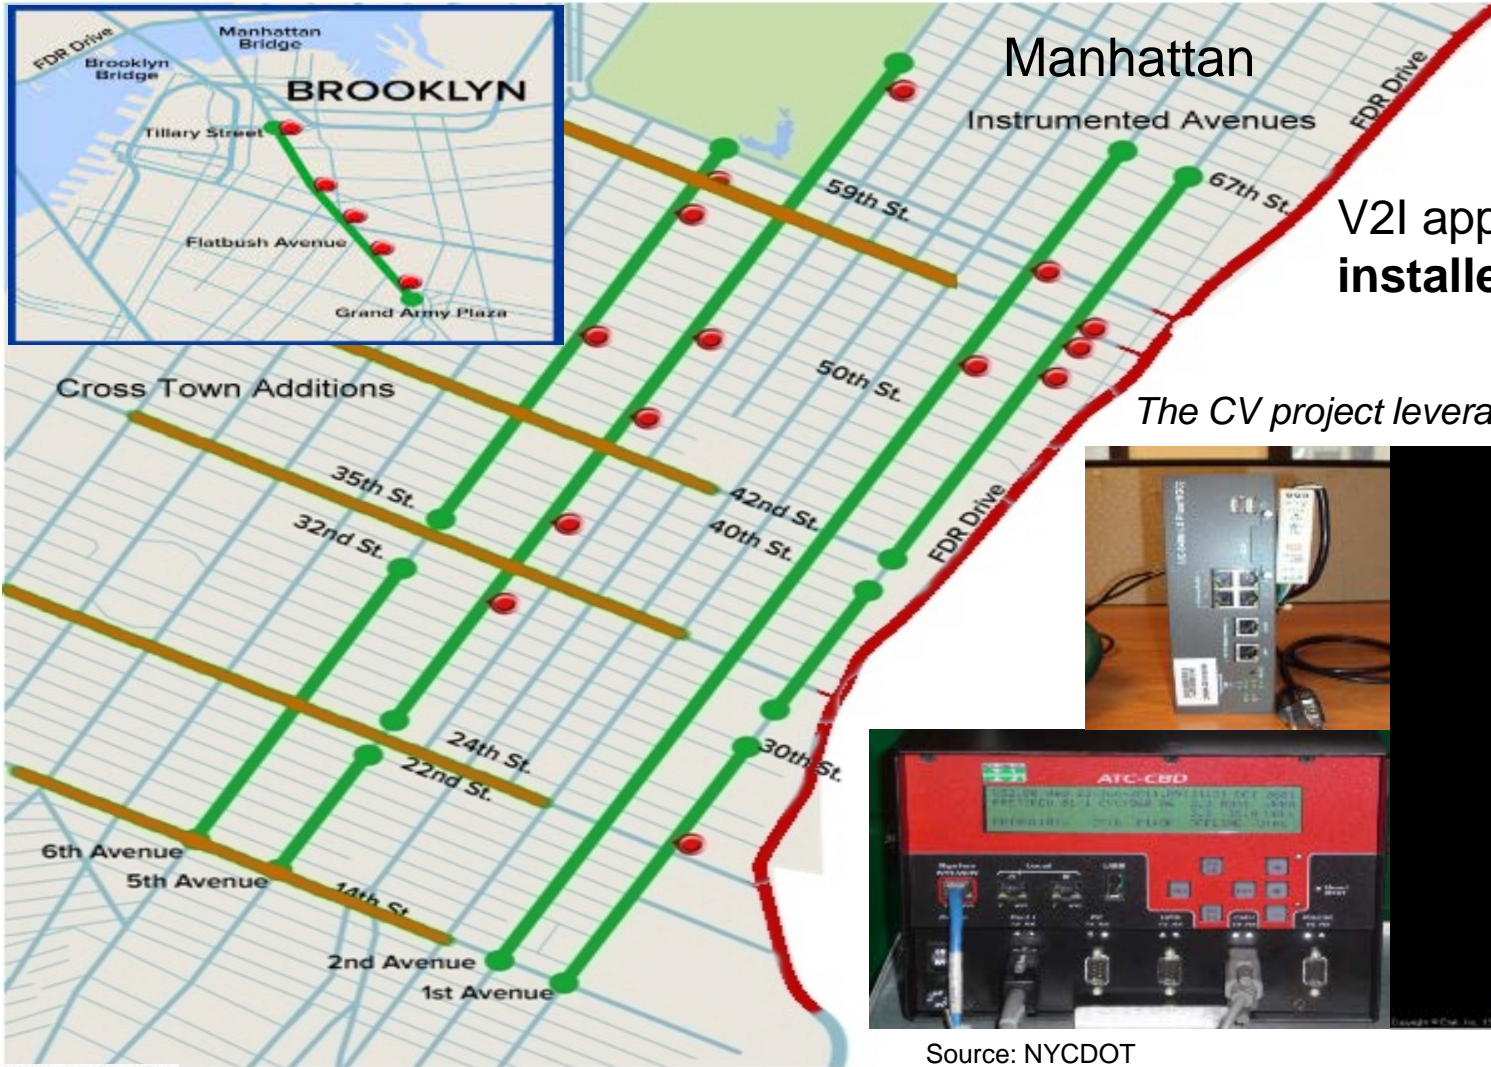 Manhattan
Bridge
FDR Drive
Brooklyn
Bridge
BROOKLYN
Tillary Street
Flatbush Avenue
Grand Army Plaza
Manhattan
Instrumented Avenues
FDR Drive
59th St.
67th St.
V2I app
installe
50th St.
The CV project levera
Cross Town Additions
35th St.
32nd St.
42nd St.
40th St.
FDR Drive
24th St.
22nd St.
30th St.
6th Avenue
5th Avenue
14th St.
2nd Avenue
1st Avenue
ATC-CBD
Local
USB
Source: NYCDOT